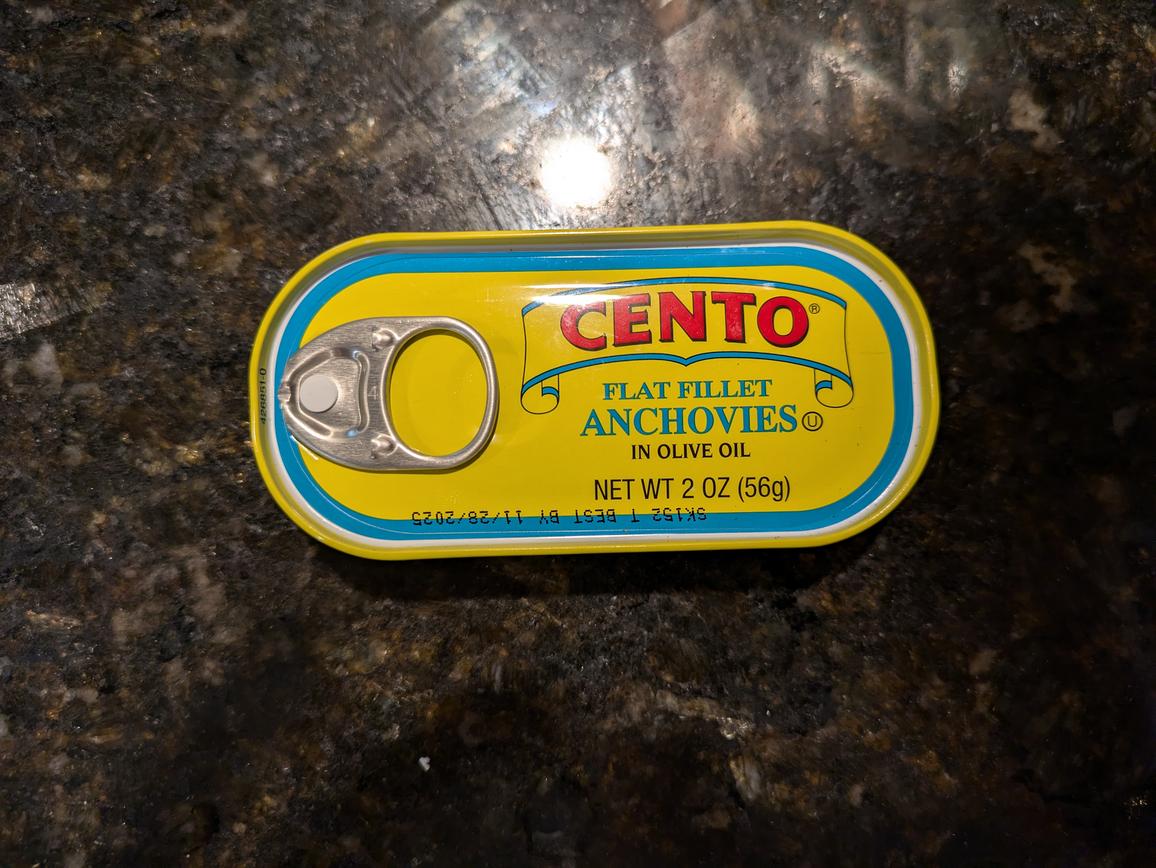 CENTO®
FLAT FILLET
ANCHOVIES Ⓤ
IN OLIVE OIL
NET WT 2 OZ (56g)
SK152 T BEST BY 11/28/2025